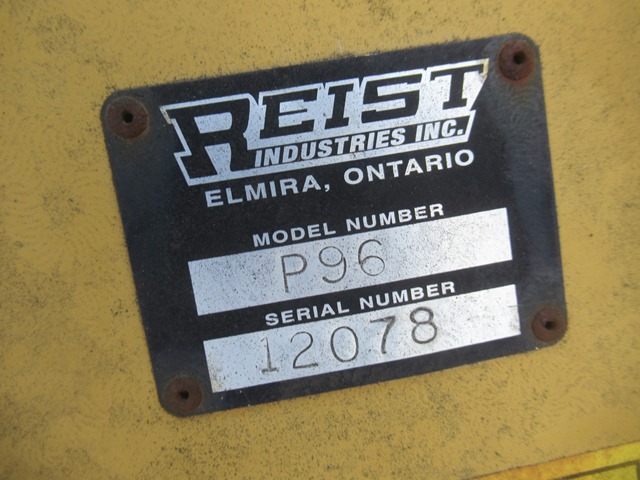 REIST
INDUSTRIES INC.
ELMIRA, ONTARIO
MODEL NUMBER
P96
SERIAL NUMBER
12078